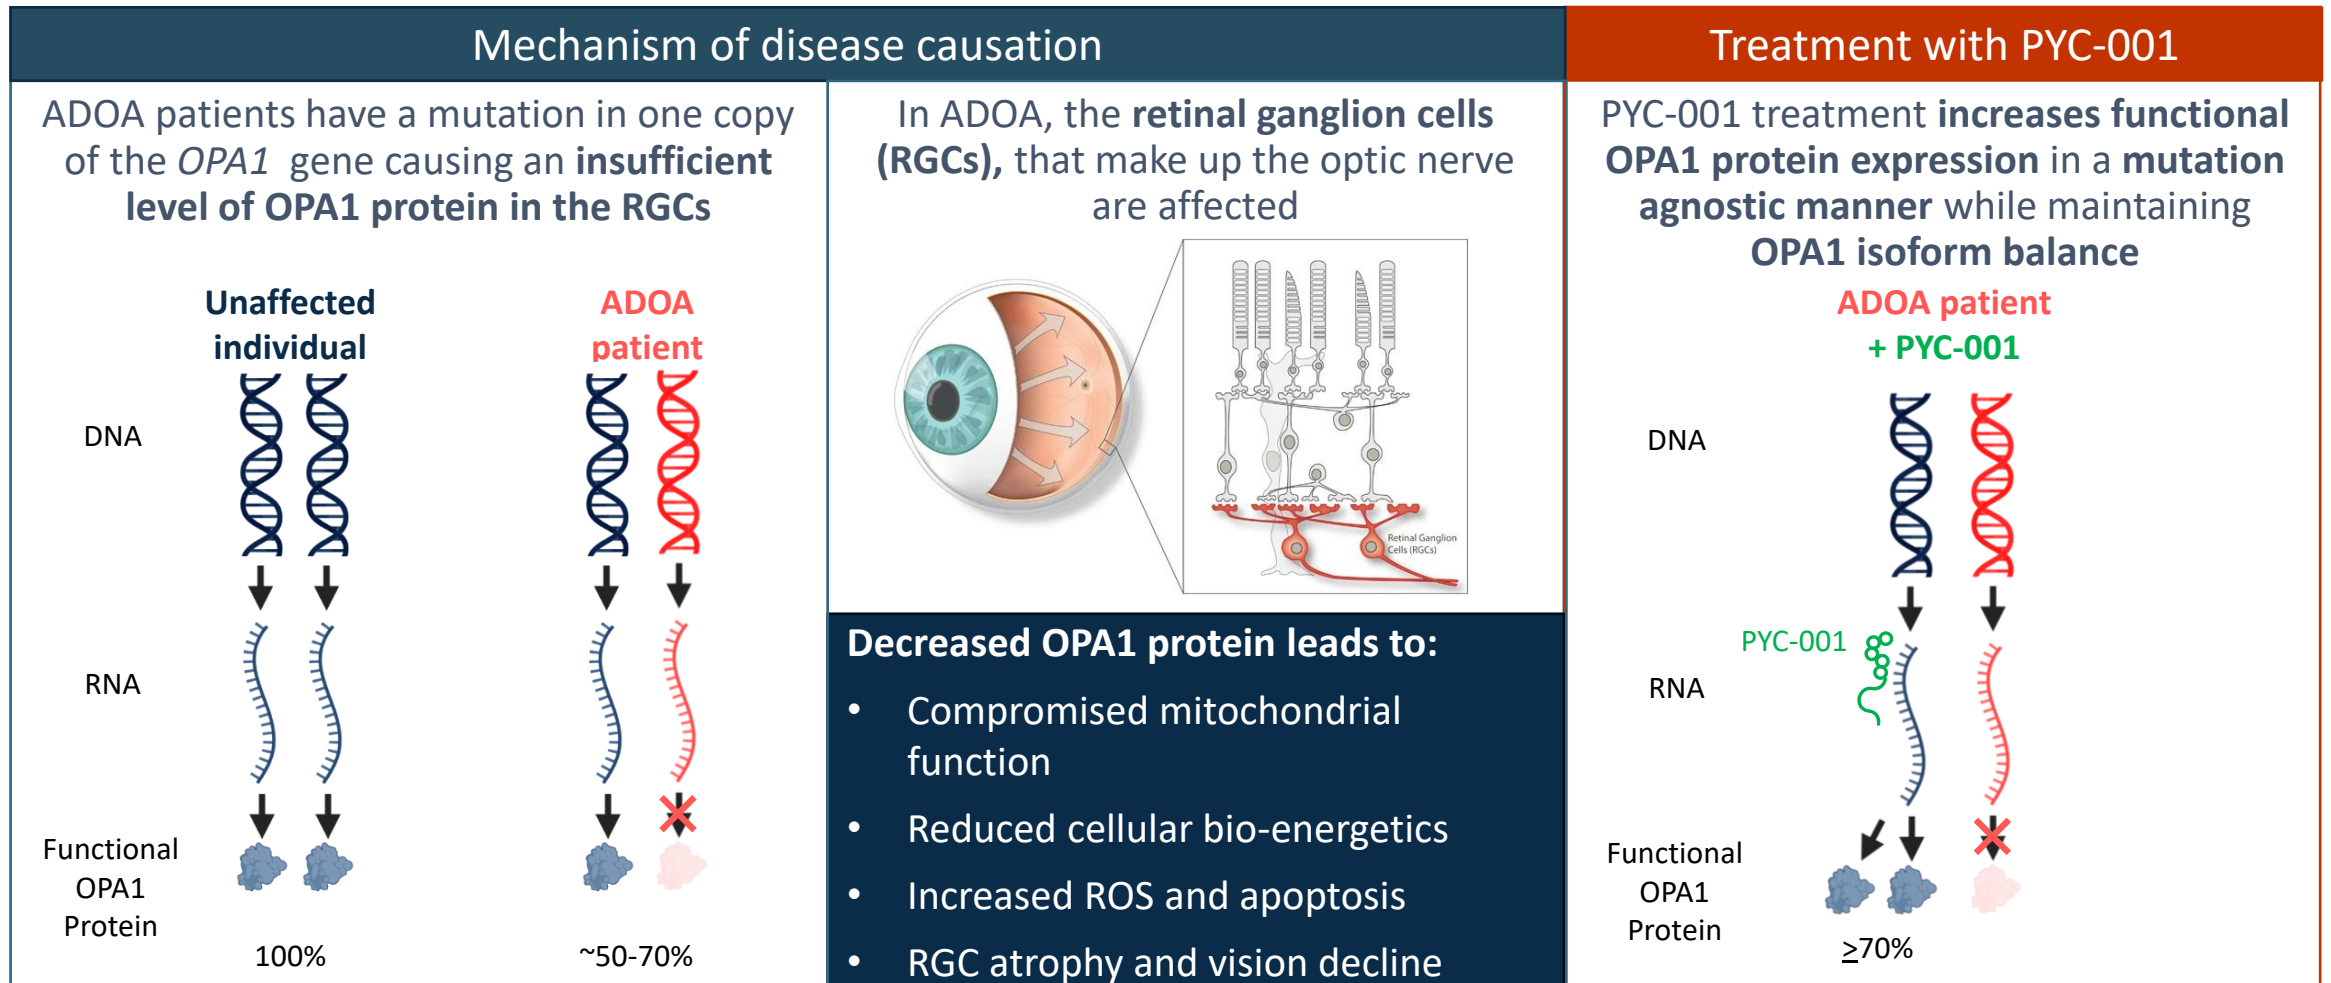 Mechanism of disease causation
Treatment with PYC-001
ADOA patients have a mutation in one copy
of the OPA1 gene causing an insufficient
level of OPA1 protein in the RGCs
Unaffected
individual
ADOA
patient
DNA
RNA
Functional
OPA1
Protein
100%
~50-70%
In ADOA, the retinal ganglion cells
(RGCs), that make up the optic nerve
are affected
Retinal Ganglion
Cells (RGCs)
Decreased OPA1 protein leads to:
• Compromised mitochondrial
function
• Reduced cellular bio-energetics
• Increased ROS and apoptosis
• RGC atrophy and vision decline
PYC-001 treatment increases functional
OPA1 protein expression in a mutation
agnostic manner while maintaining
OPA1 isoform balance
ADOA patient
+ PYC-001
DNA
PYC-001
RNA
Functional
OPA1
Protein
≥70%